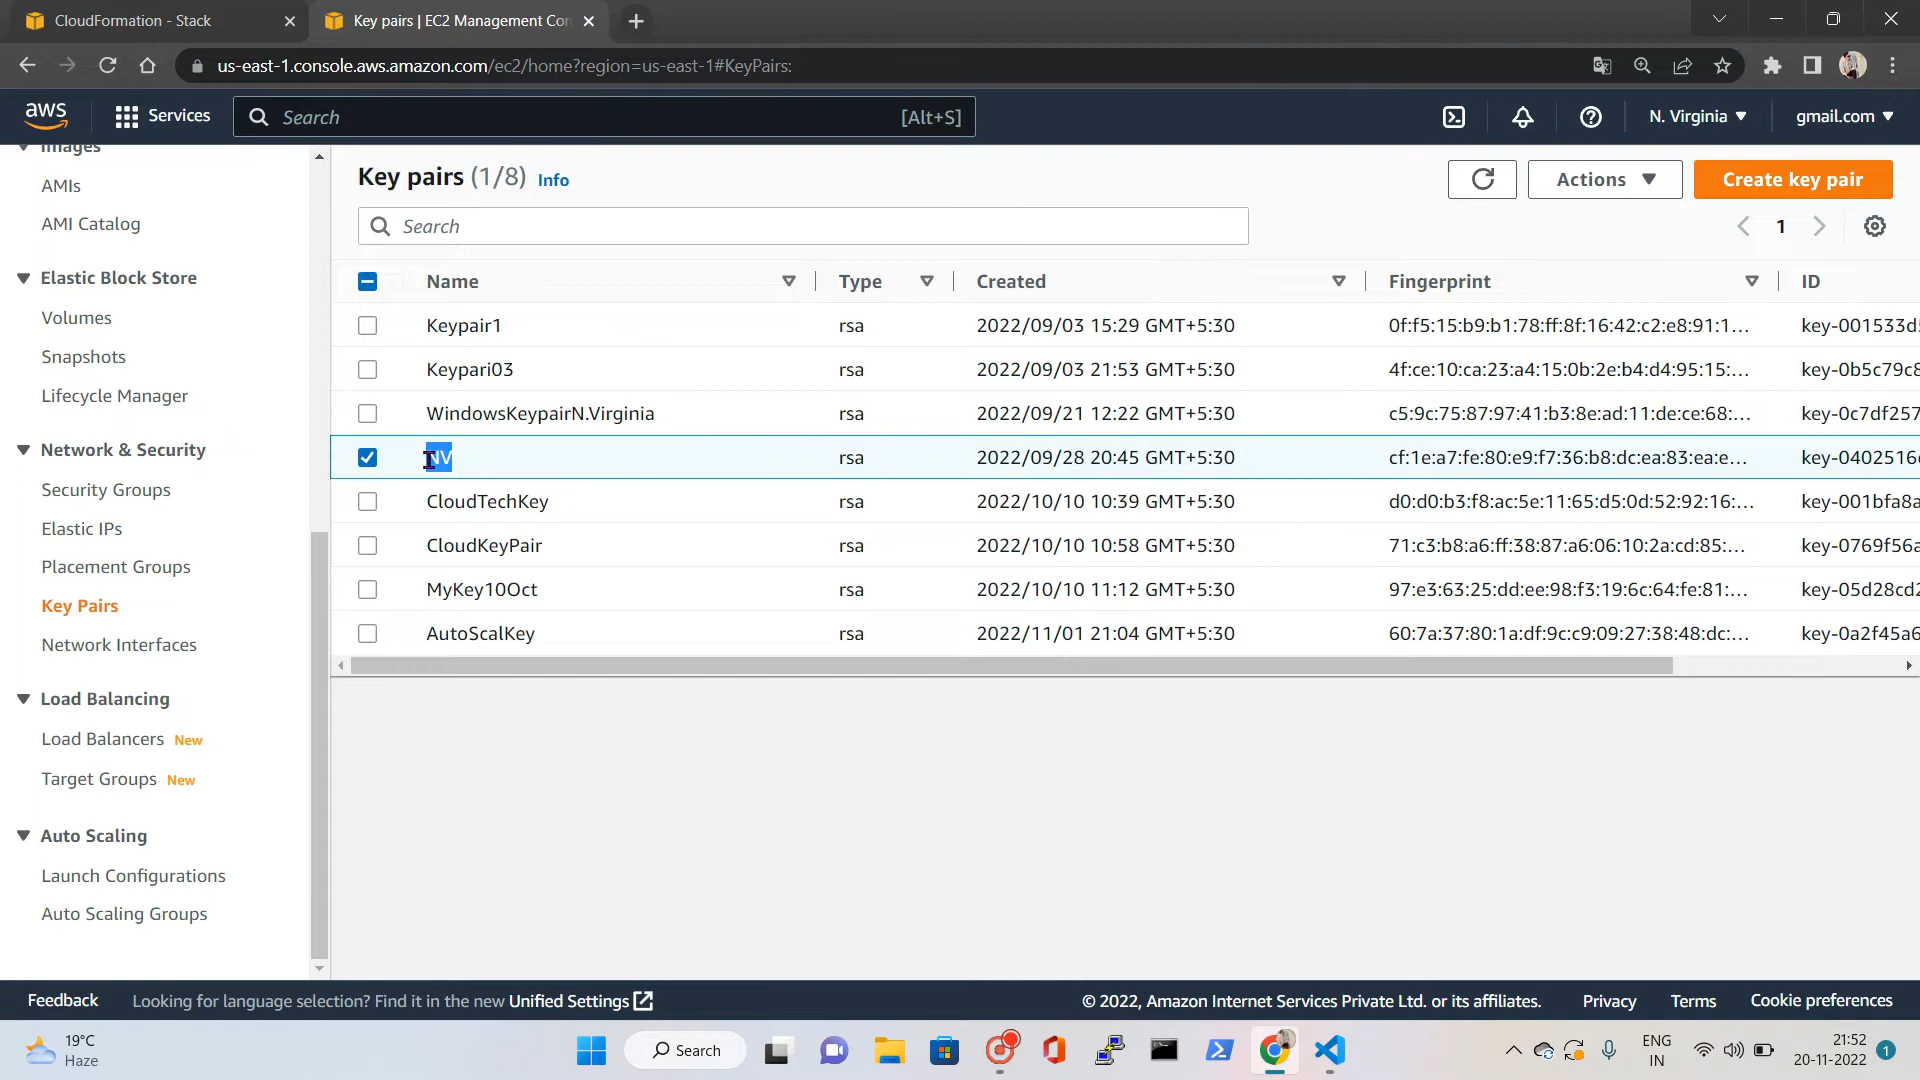 CloudFormation - Stack
Key pairs | EC2 Management Con
us-east-1.console.aws.amazon.com/ec2/home?region=us-east-1#KeyPairs:
aws
Services
Search
[Alt+S]
N. Virginia
gmail.com
Images
AMIs
AMI Catalog
Elastic Block Store
Volumes
Snapshots
Lifecycle Manager
Network & Security
Security Groups
Elastic IPs
Placement Groups
Key Pairs
Network Interfaces
Load Balancing
Load Balancers New
Target Groups New
Auto Scaling
Launch Configurations
Auto Scaling Groups
Key pairs (1/8) Info
Actions
Create key pair
Search
1
Name Type Created Fingerprint ID
Keypair1 rsa 2022/09/03 15:29 GMT+5:30 0f:f5:15:b9:b1:78:ff:8f:16:42:c2:e8:91:1... key-001533d
Keypari03 rsa 2022/09/03 21:53 GMT+5:30 4f:ce:10:ca:23:a4:15:0b:2e:b4:d4:95:15:... key-0b5c79c8
WindowsKeypairN.Virginia rsa 2022/09/21 12:22 GMT+5:30 c5:9c:75:87:97:41:b3:8e:ad:11:de:ce:68:... key-0c7df257
NV rsa 2022/09/28 20:45 GMT+5:30 cf:1e:a7:fe:80:e9:f7:36:b8:dc:ea:83:ea:e... key-0402516
CloudTechKey rsa 2022/10/10 10:39 GMT+5:30 d0:d0:b3:f8:ac:5e:11:65:d5:0d:52:92:16:... key-001bfa8a
CloudKeyPair rsa 2022/10/10 10:58 GMT+5:30 71:c3:b8:a6:ff:38:87:a6:06:10:2a:cd:85:... key-0769f56a
MyKey10Oct rsa 2022/10/10 11:12 GMT+5:30 97:e3:63:25:dd:ee:98:f3:19:6c:64:fe:81:... key-05d28cd2
AutoScalKey rsa 2022/11/01 21:04 GMT+5:30 60:7a:37:80:1a:df:9c:c9:09:27:38:48:dc:... key-0a2f45a6
Feedback
Looking for language selection? Find it in the new Unified Settings
© 2022, Amazon Internet Services Private Ltd. or its affiliates.
Privacy
Terms
Cookie preferences
19°C
Haze
Search
ENG
IN
21:52
20-11-2022
1